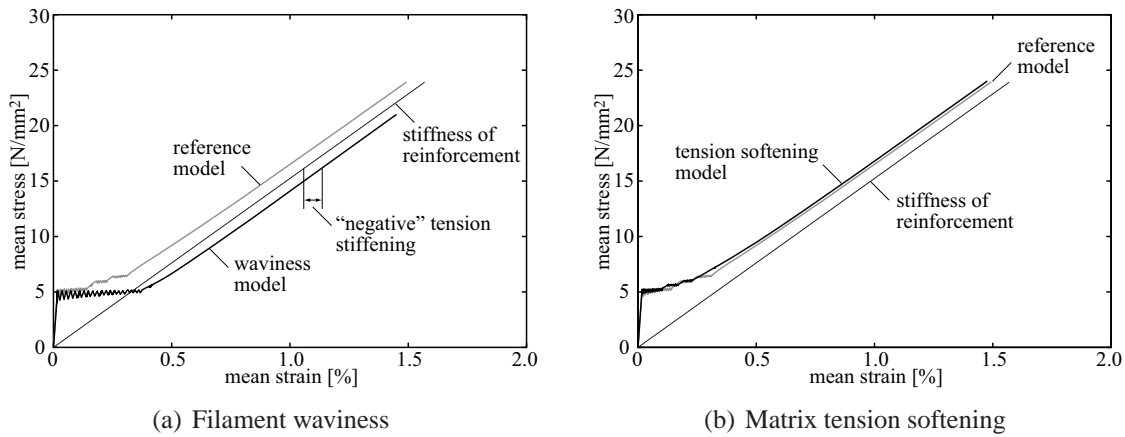 30
25
20
15
10
5
0
mean stress [N/mm²]
reference
model
stiffness of
reinforcement
“negative” tension
stiffening
waviness
model
0
0.5
1.0
1.5
2.0
mean strain [%]
(a) Filament waviness
30
25
20
15
10
5
0
mean stress [N/mm²]
reference
model
tension softening
model
stiffness of
reinforcement
0
0.5
1.0
1.5
2.0
mean strain [%]
(b) Matrix tension softening